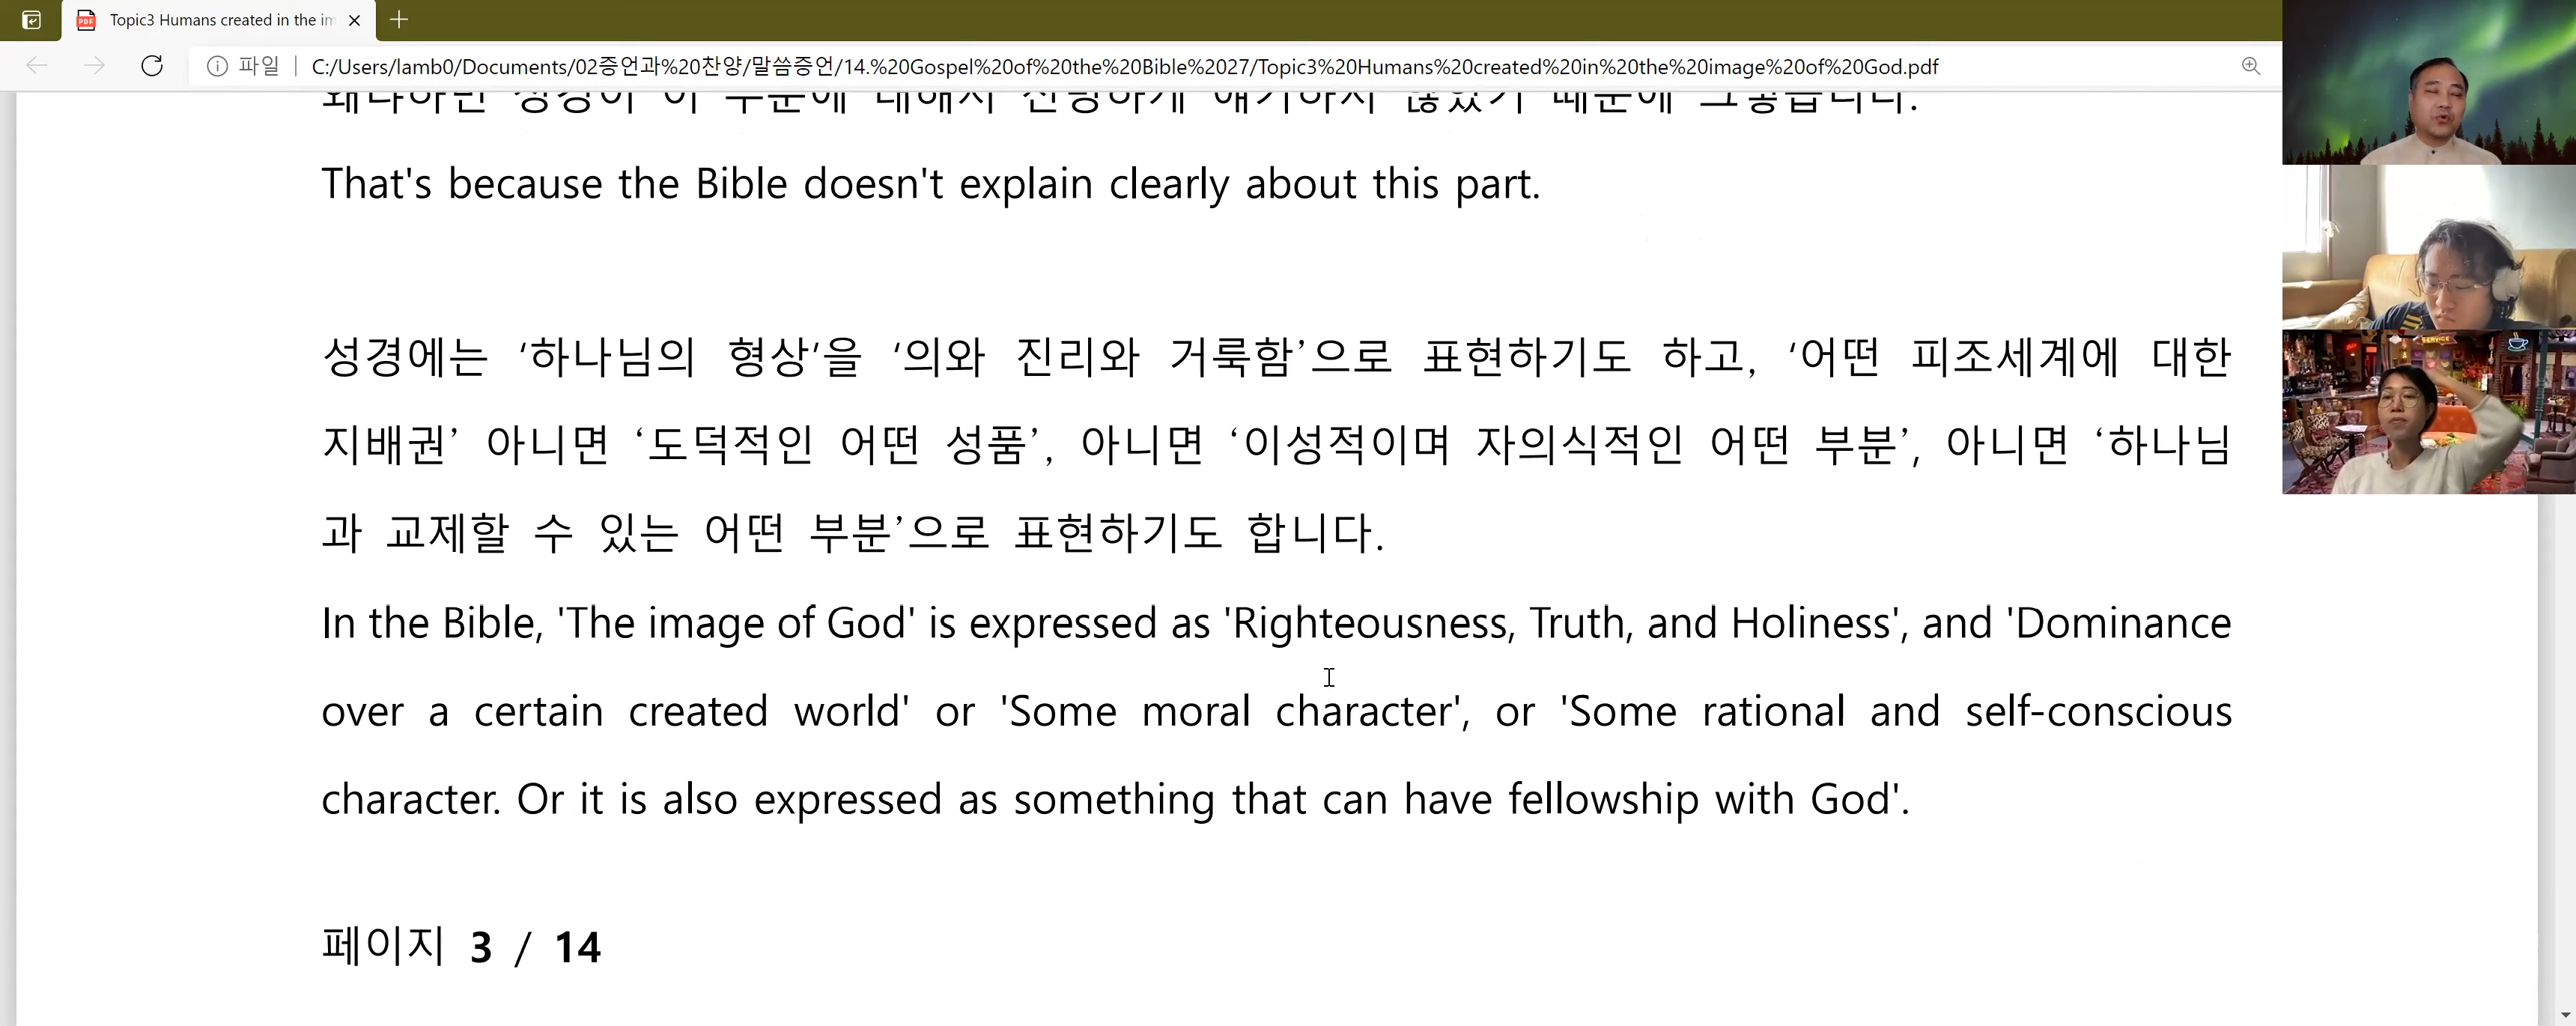 Topic3 Humans created in the im
파일
C:/Users/lamb0/Documents/02증언과%20찬양/말씀증언/14.%20Gospel%20of%20the%20Bible%2027/Topic3%20Humans%20created%20in%20the%20image%20of%20God.pdf
That's because the Bible doesn't explain clearly about this part.
성경에는 ‘하나님의 형상’을 ‘의와 진리와 거룩함’으로 표현하기도 하고, ‘어떤 피조세계에 대한
지배권’ 아니면 ‘도덕적인 어떤 성품’, 아니면 ‘이성적이며 자의식적인 어떤 부분’, 아니면 ‘하나님
과 교제할 수 있는 어떤 부분’으로 표현하기도 합니다.
In the Bible, 'The image of God' is expressed as 'Righteousness, Truth, and Holiness', and 'Dominance
over a certain created world' or 'Some moral character', or 'Some rational and self-conscious
character. Or it is also expressed as something that can have fellowship with God'.
페이지 3 / 14
SERVICE